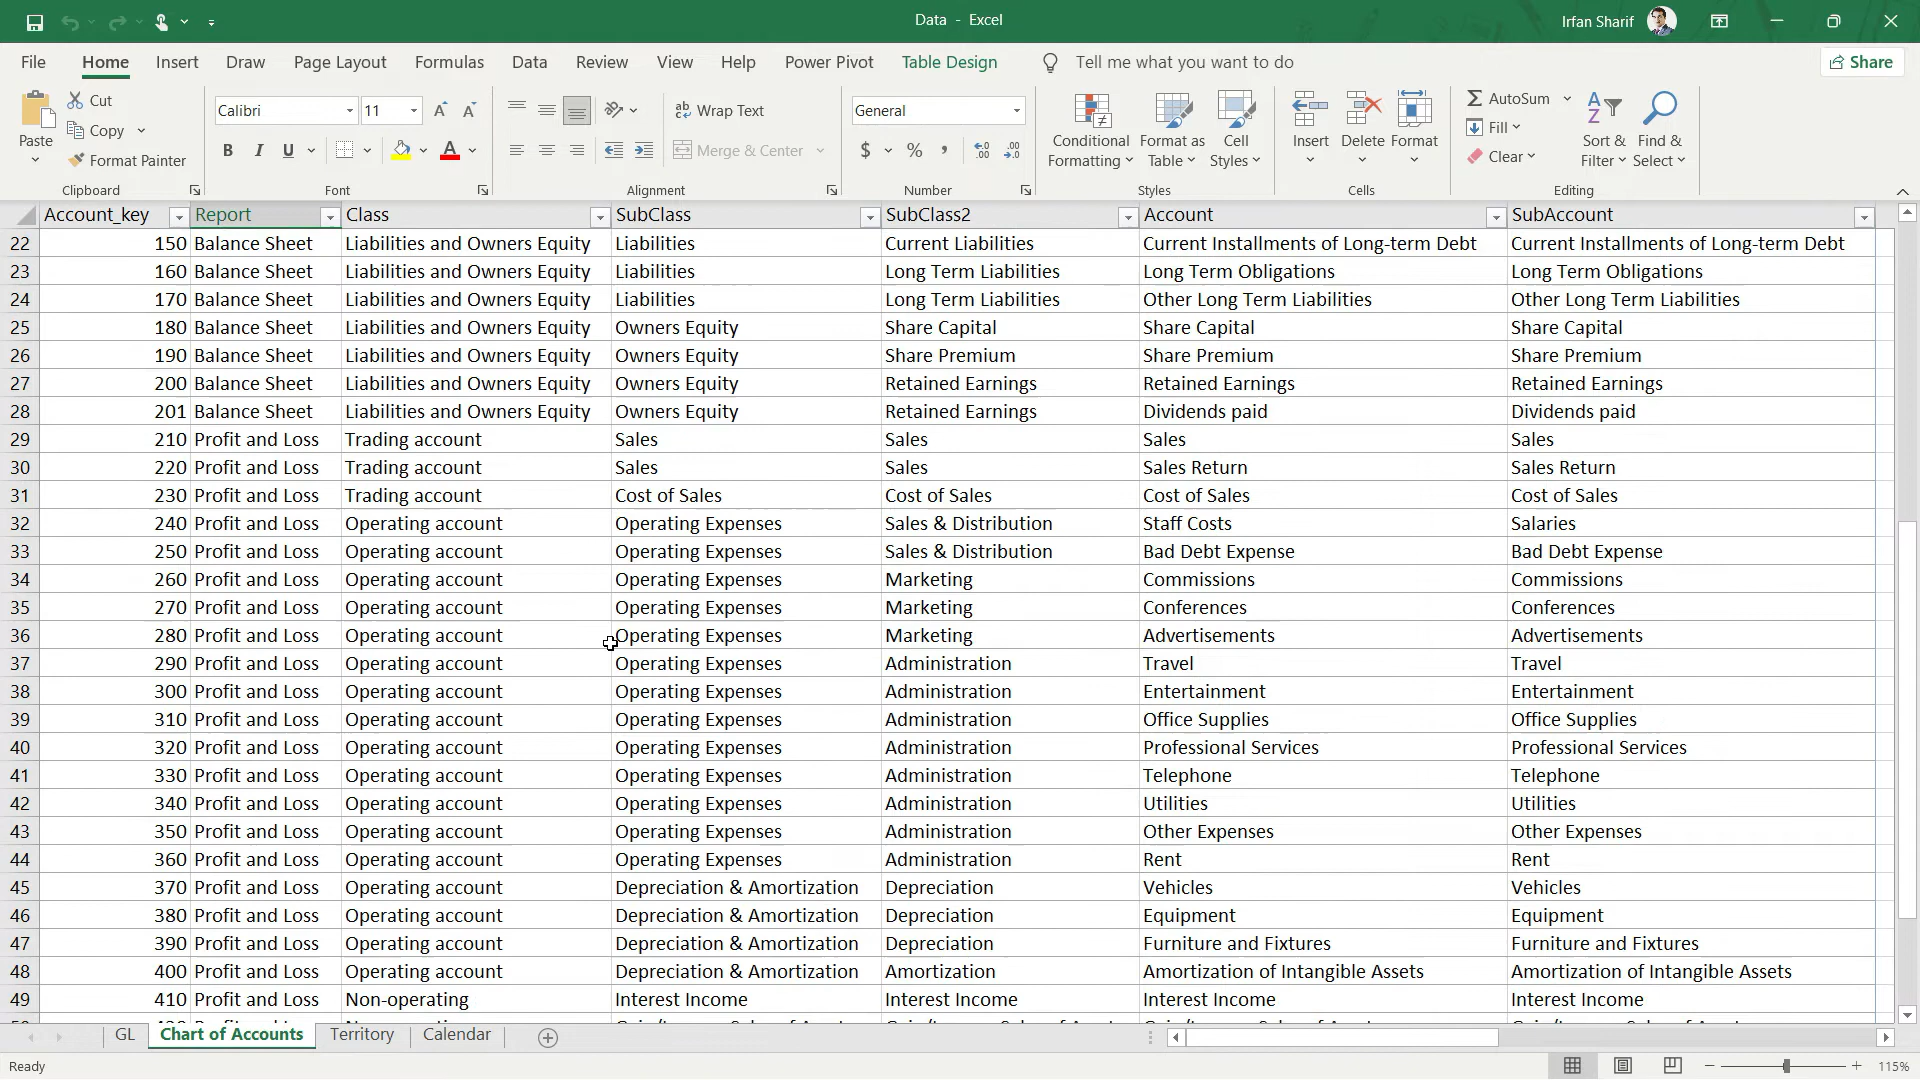 Data - Excel
Irfan Sharif
File Home Insert Draw Page Layout Formulas Data Review View Help Power Pivot Table Design Tell me what you want to do Share
Paste
Cut
Copy
Format Painter
Clipboard
Calibri 11
B I U
Font
Wrap Text
Merge & Center
Alignment
General
$ % ,
Number
Conditional Formatting
Format as Table
Cell Styles
Styles
Insert Delete Format
Cells
AutoSum
Fill
Clear
Sort & Filter
Find & Select
Editing
Account_key Report Class SubClass SubClass2 Account SubAccount
22 150 Balance Sheet Liabilities and Owners Equity Liabilities Current Liabilities Current Installments of Long-term Debt Current Installments of Long-term Debt
23 160 Balance Sheet Liabilities and Owners Equity Liabilities Long Term Liabilities Long Term Obligations Long Term Obligations
24 170 Balance Sheet Liabilities and Owners Equity Liabilities Long Term Liabilities Other Long Term Liabilities Other Long Term Liabilities
25 180 Balance Sheet Liabilities and Owners Equity Owners Equity Share Capital Share Capital Share Capital
26 190 Balance Sheet Liabilities and Owners Equity Owners Equity Share Premium Share Premium Share Premium
27 200 Balance Sheet Liabilities and Owners Equity Owners Equity Retained Earnings Retained Earnings Retained Earnings
28 201 Balance Sheet Liabilities and Owners Equity Owners Equity Retained Earnings Dividends paid Dividends paid
29 210 Profit and Loss Trading account Sales Sales Sales Sales
30 220 Profit and Loss Trading account Sales Sales Sales Return Sales Return
31 230 Profit and Loss Trading account Cost of Sales Cost of Sales Cost of Sales Cost of Sales
32 240 Profit and Loss Operating account Operating Expenses Sales & Distribution Staff Costs Salaries
33 250 Profit and Loss Operating account Operating Expenses Sales & Distribution Bad Debt Expense Bad Debt Expense
34 260 Profit and Loss Operating account Operating Expenses Marketing Commissions Commissions
35 270 Profit and Loss Operating account Operating Expenses Marketing Conferences Conferences
36 280 Profit and Loss Operating account Operating Expenses Marketing Advertisements Advertisements
37 290 Profit and Loss Operating account Operating Expenses Administration Travel Travel
38 300 Profit and Loss Operating account Operating Expenses Administration Entertainment Entertainment
39 310 Profit and Loss Operating account Operating Expenses Administration Office Supplies Office Supplies
40 320 Profit and Loss Operating account Operating Expenses Administration Professional Services Professional Services
41 330 Profit and Loss Operating account Operating Expenses Administration Telephone Telephone
42 340 Profit and Loss Operating account Operating Expenses Administration Utilities Utilities
43 350 Profit and Loss Operating account Operating Expenses Administration Other Expenses Other Expenses
44 360 Profit and Loss Operating account Operating Expenses Administration Rent Rent
45 370 Profit and Loss Operating account Depreciation & Amortization Depreciation Vehicles Vehicles
46 380 Profit and Loss Operating account Depreciation & Amortization Depreciation Equipment Equipment
47 390 Profit and Loss Operating account Depreciation & Amortization Depreciation Furniture and Fixtures Furniture and Fixtures
48 400 Profit and Loss Operating account Depreciation & Amortization Amortization Amortization of Intangible Assets Amortization of Intangible Assets
49 410 Profit and Loss Non-operating Interest Income Interest Income Interest Income Interest Income
GL Chart of Accounts Territory Calendar
Ready
115%